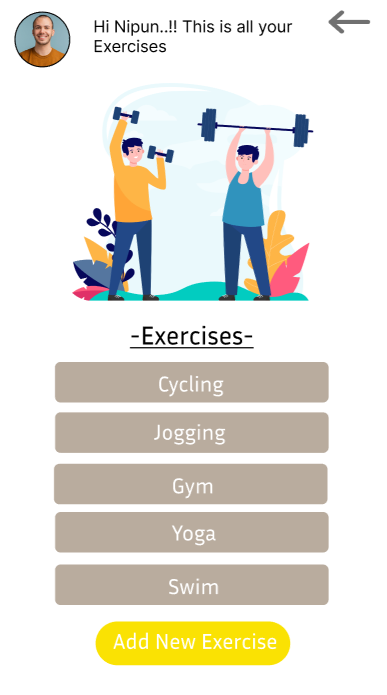 Hi Nipun..!! This is all your
Exercises
-Exercises-
Cycling
Jogging
Gym
Yoga
Swim
Add New Exercise